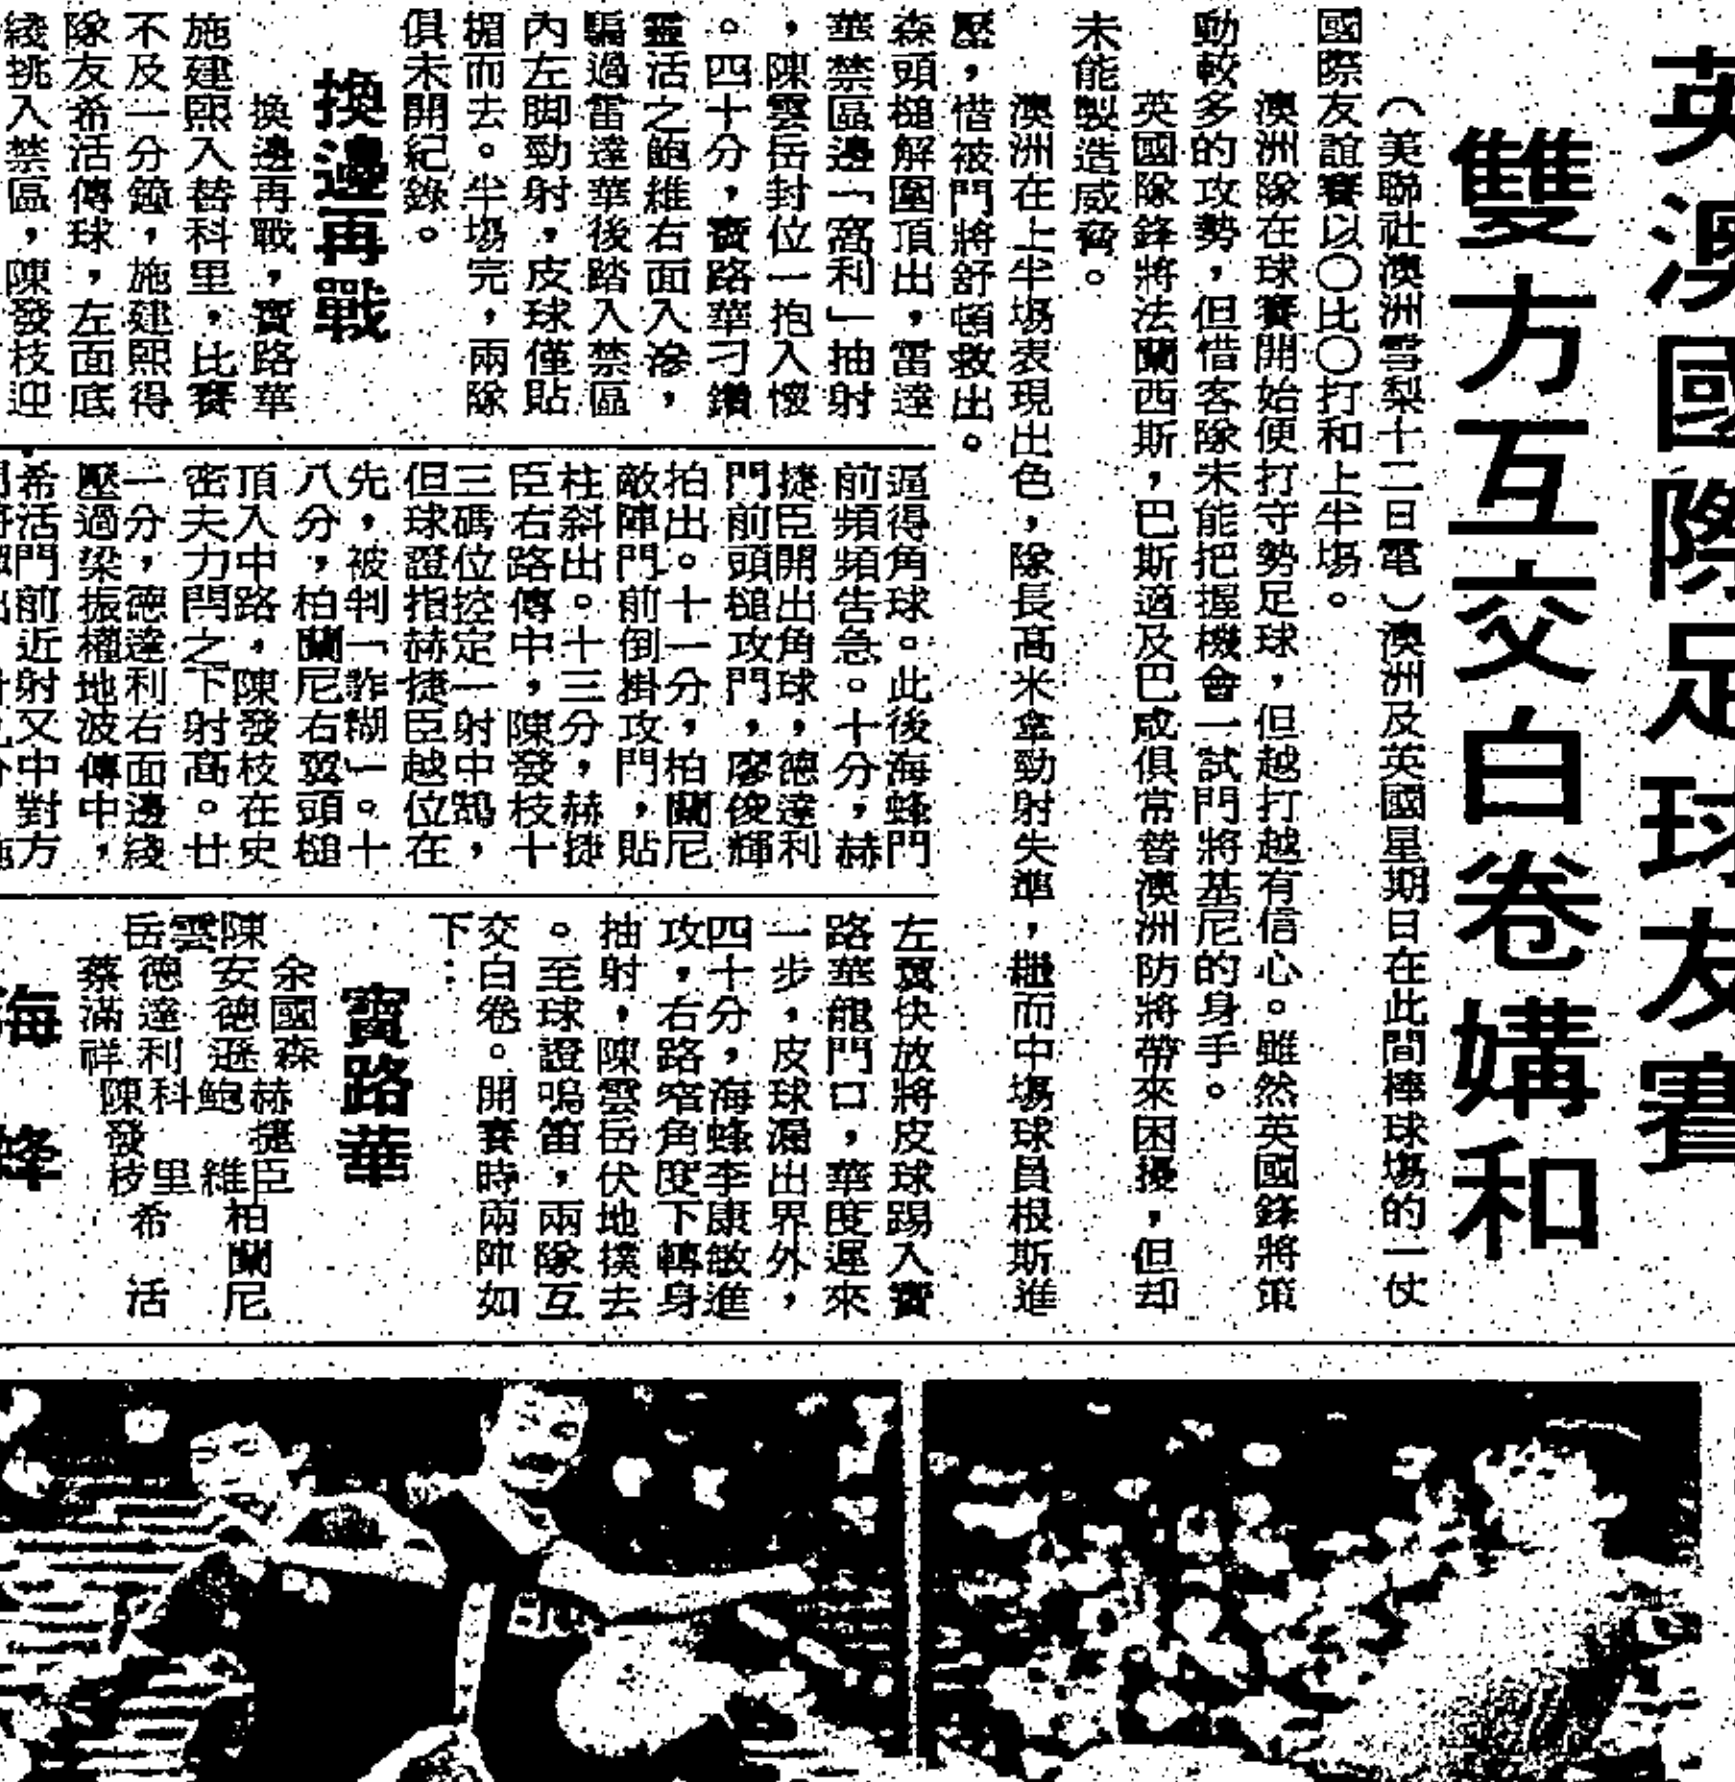 英澳國際足球友賽
雙方互交白卷媾和
（美聯社澳洲雪梨十二日電）澳洲及英國星期日在此間棒球場的一仗
國際友誼賽以〇比〇打和上半場。
澳洲隊在球賽開始便打守勢足球，但越打越有信心。雖然英國鋒將策
動較多的攻勢，但惜客隊未能把握機會一試門將基尼的身手。
英國隊鋒將法蘭西斯，巴斯適及巴成俱常替澳洲防將帶來困擾，但却
未能製造威脅。
澳洲在上半場表現出色，隊長高米拿勁射失準，繼而中場球員根斯進
壓，惜被門將舒頓救出。
森頭槌解圍頂出，雷達
華禁區邊「窩利」抽射
，陳雲岳封位一抱入懷
。四十分，寶路華刁鑽
靈活之鮑維右面入滲，
騙過雷達華後踏入禁區
內左脚勁射，皮球僅貼
楣而去。半場完，兩隊
俱未開紀錄。
換邊再戰
換邊再戰，寶路華
施建熙入替科里，比賽
不及一分鐘，施建熙得
隊友希活傳球，左面底
綫挑入禁區，陳發枝迎
逼得角球。此後海蜂門
前頻頻告急。十分，赫
捷臣開出角球，德達利
門前頭槌攻門，廖俊輝
拍出。十一分，柏蘭尼
敵陣門前倒掛攻門，貼
柱斜出。十三分，赫捷
臣右路傳中，陳發枝十
三碼位控定一射中鵠，
但球證指赫捷臣越位在
先，被判「詐糊」。十
八分，柏蘭尼右翼頭槌
頂入中路，陳發枝在史
密夫力閂之下射高。廿
一分，德達利右面邊綫
壓過梁振權地波傳中，
希活門前近射又中對方
左翼快放將皮球踢入寶
路華龍門口，華度遲來
一步，皮球漏出界外，
四十分，海蜂李康敏進
攻，右路窄角度下轉身
抽射，陳雲岳伏地撲去
。至球證鳴笛，兩隊互
交白卷。開賽時兩陣如
下：
寶路華
余國森 赫捷臣 柏蘭尼
陳雲岳 安德遜 鮑維
德達利 科里 希活
蔡滿祥 陳發枝
海蜂